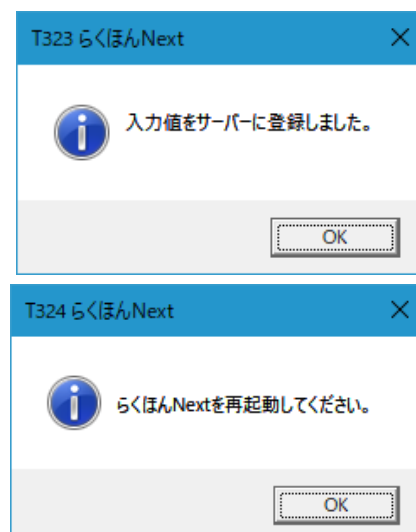 T323 らくほんNext
入力値をサーバーに登録しました。
OK
T324 らくほんNext
らくほんNextを再起動してください。
OK